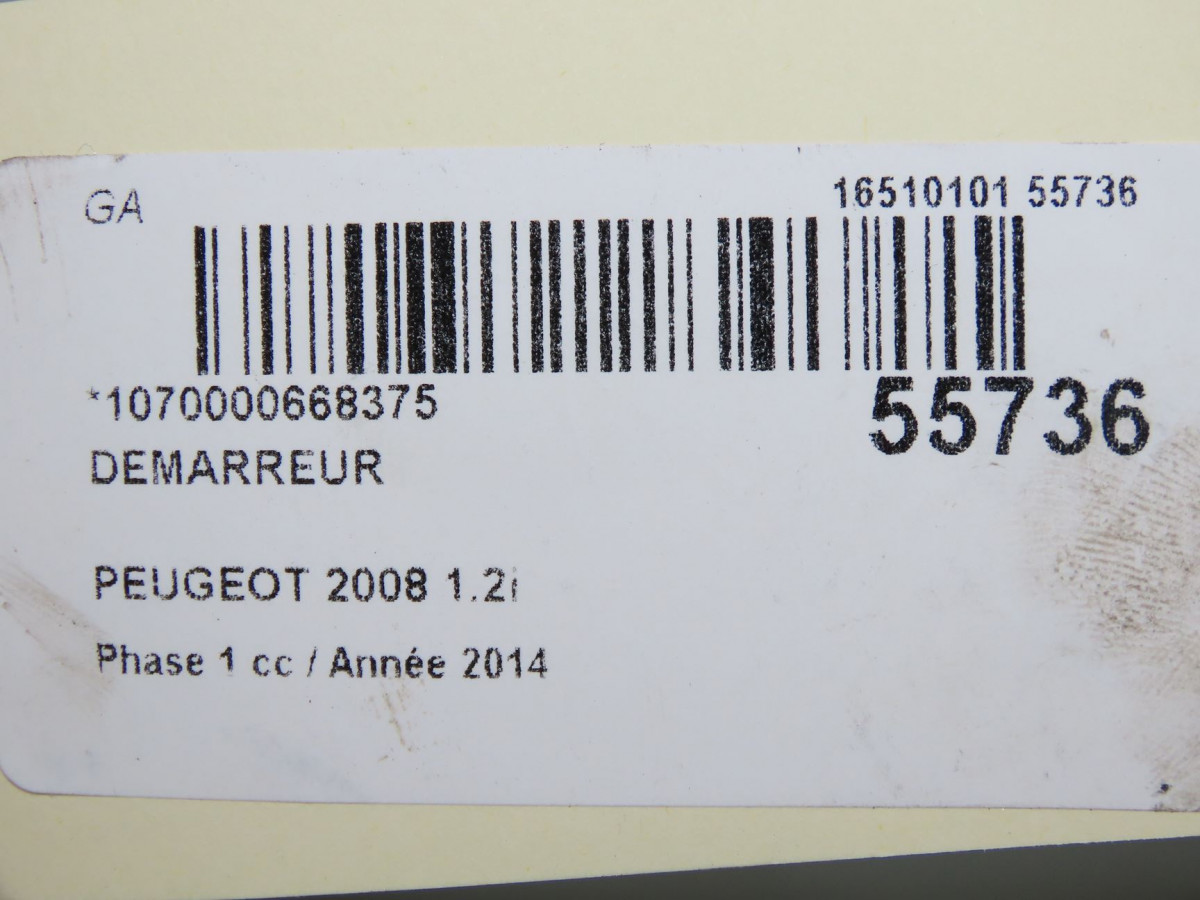 GA
16510101 55736
*1070000668375
55736
DEMARREUR
PEUGEOT 2008 1.2i
Phase 1 cc / Année 2014